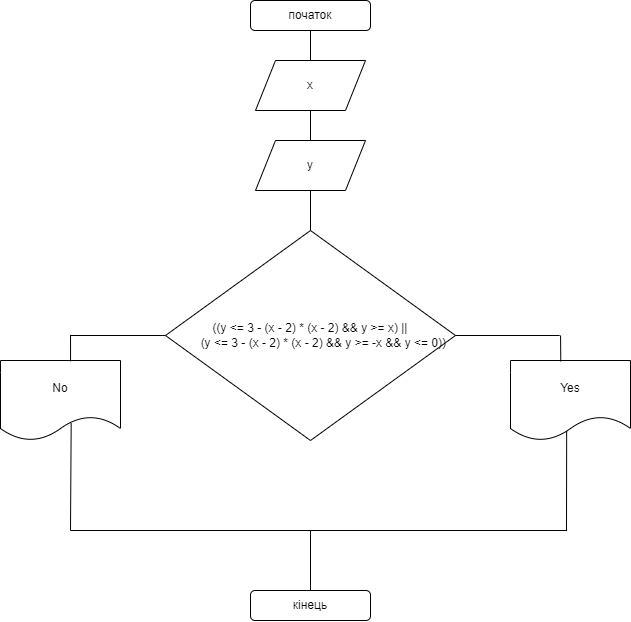 початок
x
y
((y <= 3 - (x - 2) * (x - 2) && y >= x) ||
(y <= 3 - (x - 2) * (x - 2) && y >= -x && y <= 0))
No
Yes
кінець